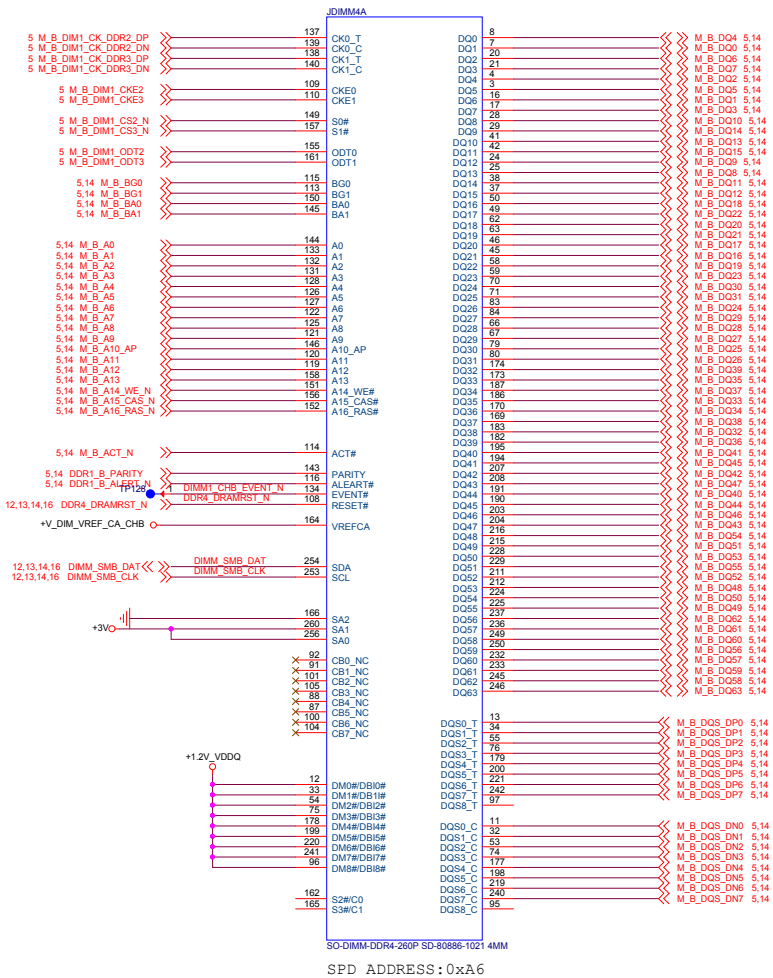 JDIMM4A
5 M_B_DIM1_CK_DDR2_DP 137 CK0_T
5 M_B_DIM1_CK_DDR2_DN 139 CK0_C
5 M_B_DIM1_CK_DDR3_DP 138 CK1_T
5 M_B_DIM1_CK_DDR3_DN 140 CK1_C
5 M_B_DIM1_CKE2 109 CKE0
5 M_B_DIM1_CKE3 110 CKE1
5 M_B_DIM1_CS2_N 149 S0#
5 M_B_DIM1_CS3_N 157 S1#
5 M_B_DIM1_ODT2 155 ODT0
5 M_B_DIM1_ODT3 161 ODT1
5,14 M_B_BG0 115 BG0
5,14 M_B_BG1 113 BG1
5,14 M_B_BA0 150 BA0
5,14 M_B_BA1 145 BA1
5,14 M_B_A0 144 A0
5,14 M_B_A1 133 A1
5,14 M_B_A2 132 A2
5,14 M_B_A3 131 A3
5,14 M_B_A4 128 A4
5,14 M_B_A5 126 A5
5,14 M_B_A6 127 A6
5,14 M_B_A7 122 A7
5,14 M_B_A8 125 A8
5,14 M_B_A9 121 A9
5,14 M_B_A10_AP 146 A10_AP
5,14 M_B_A11 120 A11
5,14 M_B_A12 119 A12
5,14 M_B_A13 158 A13
5,14 M_B_A14_WE_N 151 A14_WE#
5,14 M_B_A15_CAS_N 156 A15_CAS#
5,14 M_B_A16_RAS_N 152 A16_RAS#
5,14 M_B_ACT_N 114 ACT#
5,14 DDR1_B_PARITY 143 PARITY
5,14 DDR1_B_ALERT_N 116 ALEART#
TP128 1 DIMM1_CHB_EVENT_N 134 EVENT#
12,13,14,16 DDR4_DRAMRST_N DDR4_DRAMRST_N 108 RESET#
+V_DIM_VREF_CA_CHB 164 VREFCA
12,13,14,16 DIMM_SMB_DAT DIMM_SMB_DAT 254 SDA
12,13,14,16 DIMM_SMB_CLK DIMM_SMB_CLK 253 SCL
166 SA2
+3V 260 SA1
256 SA0
92 CB0_NC
91 CB1_NC
101 CB2_NC
105 CB3_NC
88 CB4_NC
87 CB5_NC
100 CB6_NC
104 CB7_NC
+1.2V_VDDQ
12 DM0#/DBI0#
33 DM1#/DB1I#
54 DM2#/DBI2#
75 DM3#/DBI3#
178 DM4#/DBI4#
199 DM5#/DBI5#
220 DM6#/DBI6#
241 DM7#/DBI7#
96 DM8#/DBI8#
162 S2#/C0
165 S3#/C1
DQ0 8 M_B_DQ4 5,14
DQ1 7 M_B_DQ0 5,14
DQ2 20 M_B_DQ6 5,14
DQ3 21 M_B_DQ7 5,14
DQ4 4 M_B_DQ2 5,14
DQ5 3 M_B_DQ5 5,14
DQ6 16 M_B_DQ1 5,14
DQ7 17 M_B_DQ3 5,14
DQ8 28 M_B_DQ10 5,14
DQ9 29 M_B_DQ14 5,14
DQ10 41 M_B_DQ13 5,14
DQ11 42 M_B_DQ15 5,14
DQ12 24 M_B_DQ9 5,14
DQ13 25 M_B_DQ8 5,14
DQ14 38 M_B_DQ11 5,14
DQ15 37 M_B_DQ12 5,14
DQ16 50 M_B_DQ18 5,14
DQ17 49 M_B_DQ22 5,14
DQ18 62 M_B_DQ20 5,14
DQ19 63 M_B_DQ21 5,14
DQ20 46 M_B_DQ17 5,14
DQ21 45 M_B_DQ16 5,14
DQ22 58 M_B_DQ19 5,14
DQ23 59 M_B_DQ23 5,14
DQ24 70 M_B_DQ30 5,14
DQ25 71 M_B_DQ31 5,14
DQ26 83 M_B_DQ24 5,14
DQ27 84 M_B_DQ29 5,14
DQ28 66 M_B_DQ28 5,14
DQ29 67 M_B_DQ27 5,14
DQ30 79 M_B_DQ25 5,14
DQ31 80 M_B_DQ26 5,14
DQ32 174 M_B_DQ39 5,14
DQ33 173 M_B_DQ35 5,14
DQ34 187 M_B_DQ37 5,14
DQ35 186 M_B_DQ33 5,14
DQ36 170 M_B_DQ34 5,14
DQ37 169 M_B_DQ38 5,14
DQ38 183 M_B_DQ32 5,14
DQ39 182 M_B_DQ36 5,14
DQ40 195 M_B_DQ41 5,14
DQ41 194 M_B_DQ45 5,14
DQ42 207 M_B_DQ42 5,14
DQ43 208 M_B_DQ47 5,14
DQ44 191 M_B_DQ40 5,14
DQ45 190 M_B_DQ44 5,14
DQ46 203 M_B_DQ46 5,14
DQ47 204 M_B_DQ43 5,14
DQ48 216 M_B_DQ54 5,14
DQ49 215 M_B_DQ51 5,14
DQ50 228 M_B_DQ53 5,14
DQ51 229 M_B_DQ55 5,14
DQ52 211 M_B_DQ52 5,14
DQ53 212 M_B_DQ48 5,14
DQ54 224 M_B_DQ50 5,14
DQ55 225 M_B_DQ49 5,14
DQ56 237 M_B_DQ62 5,14
DQ57 236 M_B_DQ61 5,14
DQ58 249 M_B_DQ60 5,14
DQ59 250 M_B_DQ56 5,14
DQ60 232 M_B_DQ57 5,14
DQ61 233 M_B_DQ59 5,14
DQ62 245 M_B_DQ58 5,14
DQ63 246 M_B_DQ63 5,14
DQS0_T 13 M_B_DQS_DP0 5,14
DQS1_T 34 M_B_DQS_DP1 5,14
DQS2_T 55 M_B_DQS_DP2 5,14
DQS3_T 76 M_B_DQS_DP3 5,14
DQS4_T 179 M_B_DQS_DP4 5,14
DQS5_T 200 M_B_DQS_DP5 5,14
DQS6_T 221 M_B_DQS_DP6 5,14
DQS7_T 242 M_B_DQS_DP7 5,14
DQS8_T 97
DQS0_C 11 M_B_DQS_DN0 5,14
DQS1_C 32 M_B_DQS_DN1 5,14
DQS2_C 53 M_B_DQS_DN2 5,14
DQS3_C 74 M_B_DQS_DN3 5,14
DQS4_C 177 M_B_DQS_DN4 5,14
DQS5_C 198 M_B_DQS_DN5 5,14
DQS6_C 219 M_B_DQS_DN6 5,14
DQS7_C 240 M_B_DQS_DN7 5,14
DQS8_C 95
SO-DIMM-DDR4-260P SD-80886-1021 4MM
SPD ADDRESS:0xA6